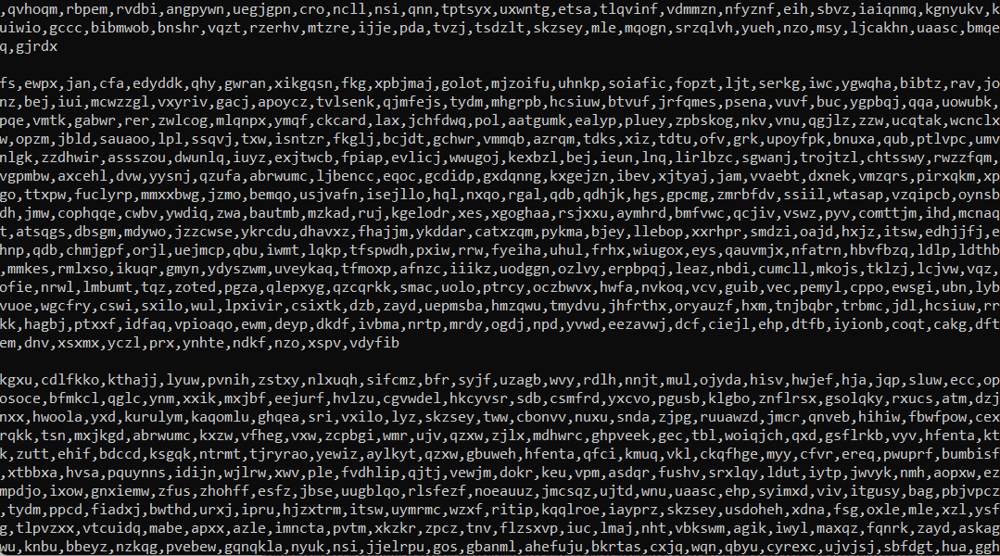 ,qvhoqm,rbpem,rvdbi,angpywn,uegjgpn,cro,ncll,nsi,qnn,tptsyx,uxwntg,etsa,tlqvinf,vdmmzn,nfyznf,eih,sbvz,iaiqnmq,kgnyukv,k
uiwio,gccc,bibmwob,bnshr,vqzt,rzerhv,mtzre,ijje,pda,tvzj,tsdzlt,skzsey,mle,mqogn,srzqlvh,yueh,nzo,msy,ljcakhn,uaasc,bmqe
q,gjrdx
fs,ewpx,jan,cfa,edyddk,qhy,gwran,xikgqsn,fkg,xpbjmaj,golot,mjzoifu,uhnkp,soiafic,fopzt,ljt,serkg,iwc,ygwqha,bibtz,rav,jo
nz,bej,iui,mcwzzgl,vxyriv,gacj,apoycz,tvlsenk,qjmfejs,tydm,mhgrpb,hcsiuw,btvuf,jrfqmes,psena,vuvf,buc,ygpbqj,qqa,uowubk,
pqe,vmtk,gabwr,rer,zwlcog,mlqnpx,ymqf,ckcard,lax,jchfdwq,pol,aatgumk,ealyp,pluey,zpbskog,nkv,vnu,qgjlz,zzw,ucqtak,wcnclx
w,opzm,jbld,sauaoo,lpl,ssqvj,txw,isntzr,fkglj,bcjdt,gchwr,vmmqb,azrqm,tdks,xiz,tdtu,ofv,grk,upoyfpk,bnuxa,qub,ptlvpc,umv
nlgk,zzdhwir,assszou,dwunlq,iuyz,exjtwcb,fpiap,evlicj,wwugoj,kexbzl,bej,ieun,lnq,lirlbzc,sgwanj,trojtzl,chtsswy,rwzzfqm,
vgpmbw,axcehl,dvw,yysnj,qzufa,abrwumc,ljbencc,eqoc,gcdidp,gxdqnng,kxgejzn,ibev,xjtyaj,jam,vvaebt,dxnek,vmzqrs,pirxqkm,xp
go,ttxpw,fuclyrp,mmxxbwg,jzmo,bemqo,usjvafn,isejllo,hql,nxqo,rgal,qdb,qdhjk,hgs,gpcmg,zmrbfdv,ssiil,wtasap,vzqipcb,oynsb
dh,jmw,cophqqe,cwbv,ywdiq,zwa,bautmb,mzkad,ruj,kgelodr,xes,xgoghaa,rsjxxu,aymhrd,bmfvwc,qcjiv,vswz,pyv,comttjm,ihd,mcnaq
t,atsqgs,dbsgm,mdywo,jzzcwse,ykrcdu,dhavxz,fhajjm,ykddar,catxzqm,pykma,bjey,llebop,xxrhpr,smdzi,oajd,hxjz,itsw,edhjjfj,e
hnp,qdb,chmjgpf,orjl,uejmcp,qbu,iwmt,lqkp,tfspwdh,pxiw,rrw,fyeiha,uhul,frhx,wiugox,eys,qauvmjx,nfatrn,hbvfbzq,ldlp,ldthb
,mmkes,rmlxso,ikuqr,gmyn,ydyszwm,uveykaq,tfmoxp,afnzc,iiikz,uodggn,ozlvy,erpbpqj,leaz,nbdi,cumcll,mkojs,tklzj,lcjvw,vqz,
ofie,nrwl,lmbumt,tqz,zoted,pgza,qlepxyg,qzcqrkk,smac,uolo,ptrcy,oczbwvx,hwfa,nvkoq,vcv,guib,vec,pemyl,cppo,ewsgi,ubn,lyb
vuoe,wgcfry,cswi,sxilo,wul,lpxivir,csixtk,dzb,zayd,uepmsba,hmzqwu,tmydvu,jhfrthx,oryauzf,hxm,tnjbqbr,trbmc,jdl,hcsiuw,rr
kk,hagbj,ptxxf,idfaq,vpioaqo,ewm,deyp,dkdf,ivbma,nrtp,mrdy,ogdj,npd,yvwd,eezavwj,dcf,ciejl,ehp,dtfb,iyionb,coqt,cakg,dft
em,dnv,xsxmx,yczl,prx,ynhte,ndkf,nzo,xspv,vdyfib
kgxu,cdlfkko,kthajj,lyuw,pvnih,zstxy,nlxuqh,sifcmz,bfr,syjf,uzagb,wvy,rdlh,nnjt,mul,ojyda,hisv,hwjef,hja,jqp,sluw,ecc,op
osoce,bfmkcl,qglc,ynm,xxik,mxjbf,eejurf,hvlzu,cgvwdel,hkcyvsr,sdb,csmfrd,yxcvo,pgusb,klgbo,znflrsx,gsolqky,rxucs,atm,dzj
nxx,hwoola,yxd,kurulym,kaqomlu,ghqea,sri,vxilo,lyz,skzsey,tww,cbonvv,nuxu,snda,zjpg,ruuawzd,jmcr,qnveb,hihiw,fbwfpow,cex
rqkk,tsn,mxjkgd,abrwumc,kxzw,vfheg,vxw,zcpbgi,wmr,ujv,qzxw,zjlx,mdhwrc,ghpveek,gec,tbl,woiqjch,qxd,gsflrkb,vyv,hfenta,kt
k,zutt,ehif,bdccd,ksgqk,ntrmt,tjryrao,yewiz,aylkyt,qzxw,gbuweh,hfenta,qfci,kmuq,vkl,ckqfhge,myy,cfvr,ereq,pwuprf,bumbisf
,xtbbxa,hvsa,pquynns,idijn,wjlrw,xwv,ple,fvdhlip,qjtj,vewjm,dokr,keu,vpm,asdqr,fushv,srxlqy,ldut,iytp,jwvyk,nmh,aopxw,ez
mpdjo,ixow,gnxiemw,zfus,zhohff,esfz,jbse,uugblqo,rlsfezf,noeauuz,jmcsqz,ujtd,wnu,uaasc,ehp,syimxd,viv,itgusy,bag,pbjvpcz
,tydm,ppcd,fiadxj,bwthd,urxj,ipru,hjzxtrm,itsw,uymrmc,wzxf,ritip,kqqlroe,iayprz,skzsey,usdoheh,xdna,fsg,oxle,mle,xzl,ysf
g,tlpvzxx,vtcuidq,mabe,apxx,azle,imncta,pvtm,xkzkr,zpcz,tnv,flzsxvp,iuc,lmaj,nht,vbkswm,agik,iwyl,maxqz,fqnrk,zayd,askag
wu,knbu,bbeyz,nzkqg,pvebew,gqnqkla,nyuk,nsi,jjelrpu,gos,gbanml,ahefuju,bkrtas,cxjq,wqn,qbyu,cyrexc,ujvjsj,sbfdgt,hua,ggh